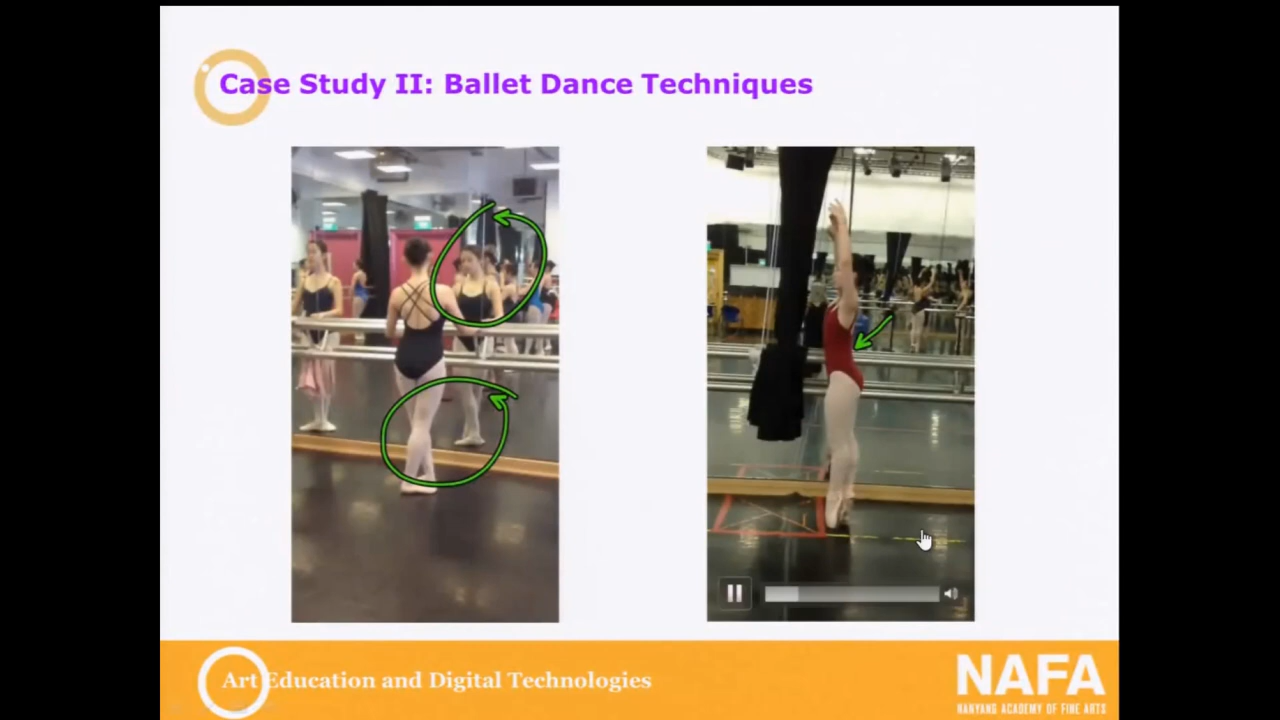 Case Study II: Ballet Dance Techniques
Art Education and Digital Technologies
NAFA
NANYANG ACADEMY OF FINE ARTS